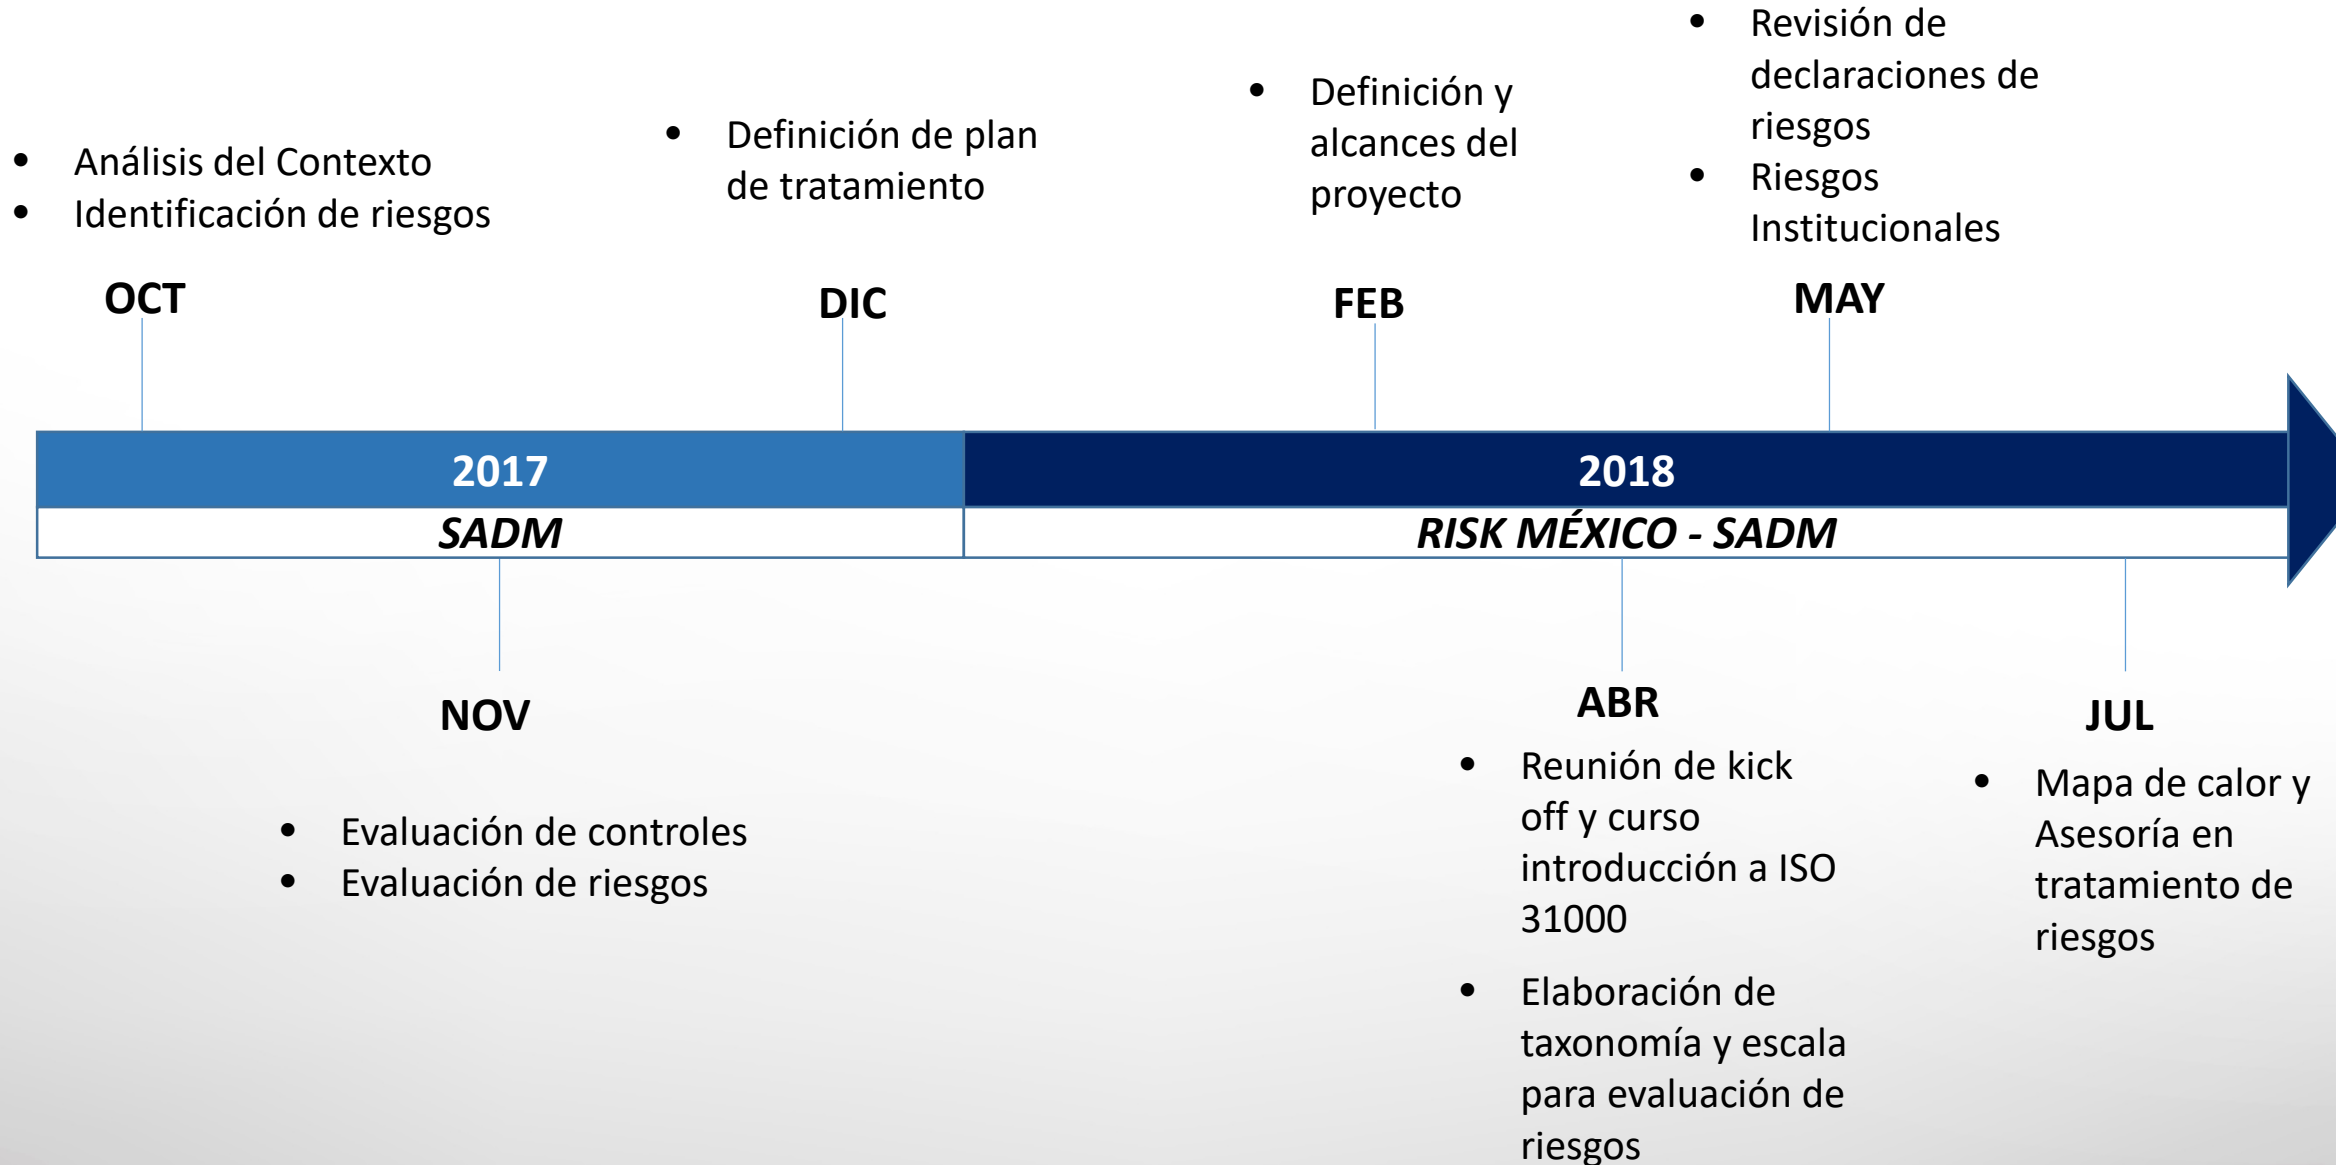 • Análisis del Contexto
• Identificación de riesgos
OCT
• Definición de plan
de tratamiento
DIC
• Definición y
alcances del
proyecto
FEB
• Revisión de
declaraciones de
riesgos
• Riesgos
Institucionales
MAY
2017
2018
SADM
RISK MÉXICO - SADM
NOV
• Evaluación de controles
• Evaluación de riesgos
ABR
• Reunión de kick
off y curso
introducción a ISO
31000
• Elaboración de
taxonomía y escala
para evaluación de
riesgos
JUL
• Mapa de calor y
Asesoría en
tratamiento de
riesgos